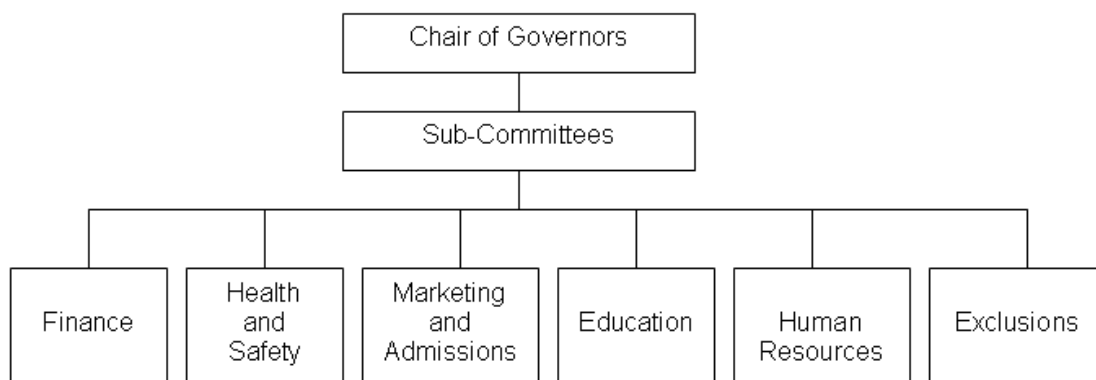 Chair of Governors
Sub-Committees
Finance
Health
and
Safety
Marketing
and
Admissions
Education
Human
Resources
Exclusions